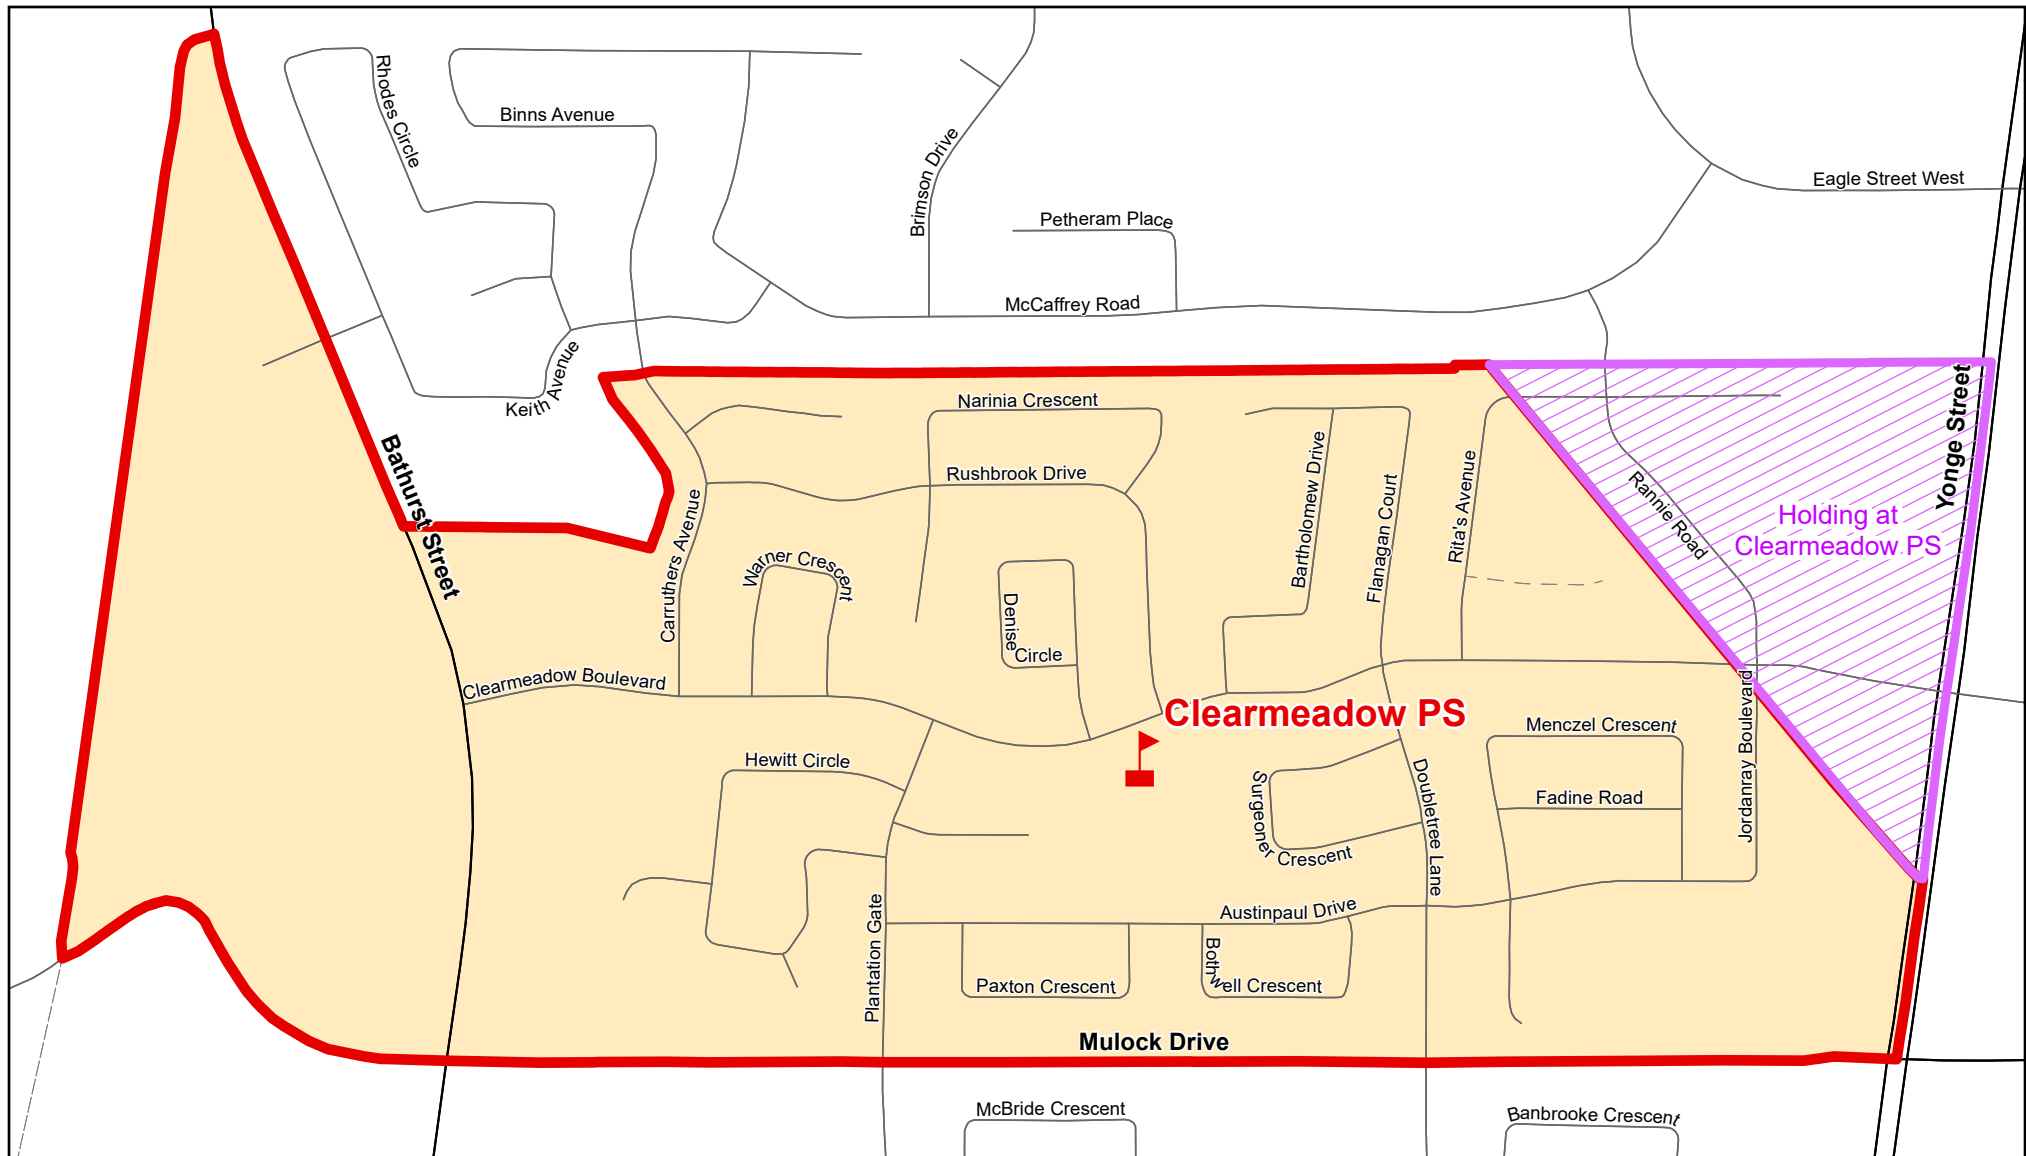 Rhodes Circle
Binns Avenue
Brimson Drive
Eagle Street West
Petheram Place
McCaffrey Road
Keith Avenue
Narinia Crescent
Yonge Street
Bathurst Street
Rushbrook Drive
Bartholomew Drive
Flanagan Court
Rita's Avenue
Rannie Road
Holding at
Clearmeadow PS
Carruthers Avenue
Warner Crescent
Denise
Circle
Clearmeadow Boulevard
Clearmeadow PS
Menczel Crescent
Jordanray Boulevard
Hewitt Circle
Surgeoner Crescent
Doubletree Lane
Fadine Road
Plantation Gate
Austinpaul Drive
Paxton Crescent
Bothwell Crescent
Mulock Drive
McBride Crescent
Banbrooke Crescent